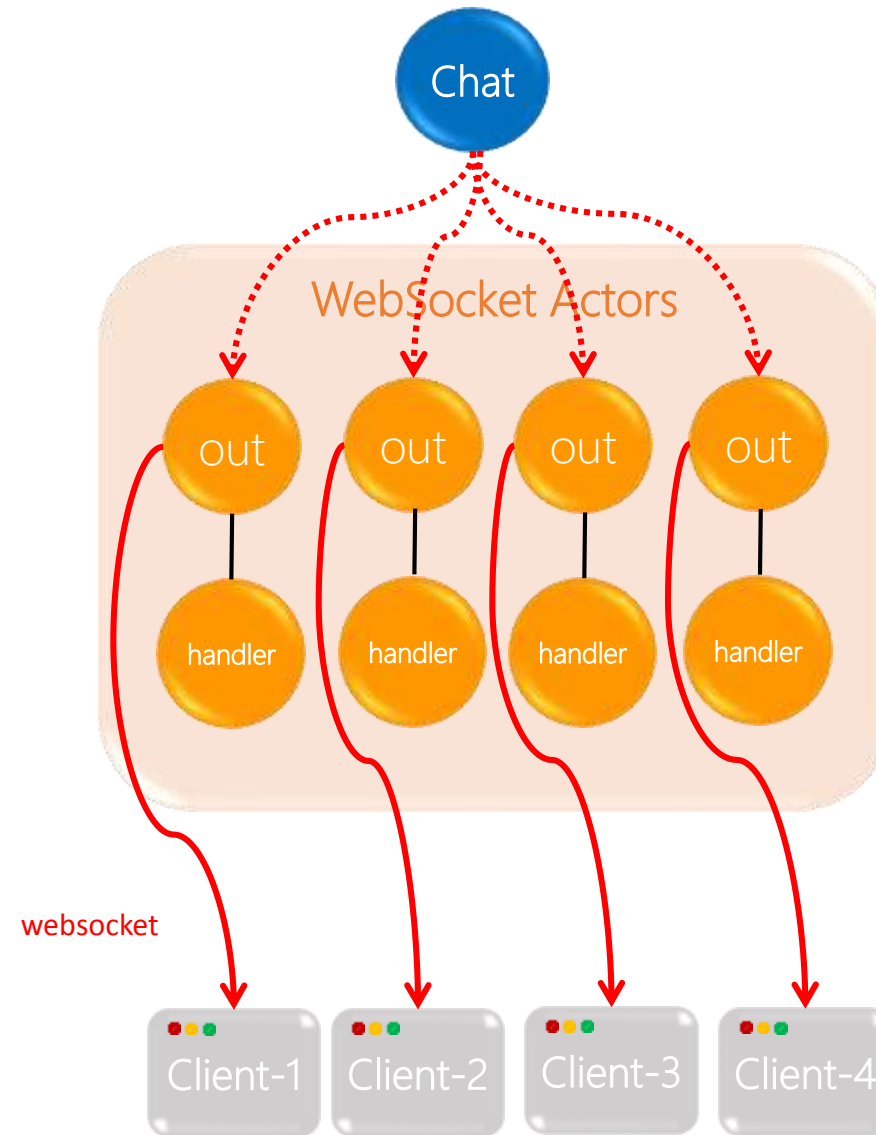 Chat
WebSocket Actors
out
out
out
out
handler
handler
handler
handler
websocket
Client-1
Client-2
Client-3
Client-4